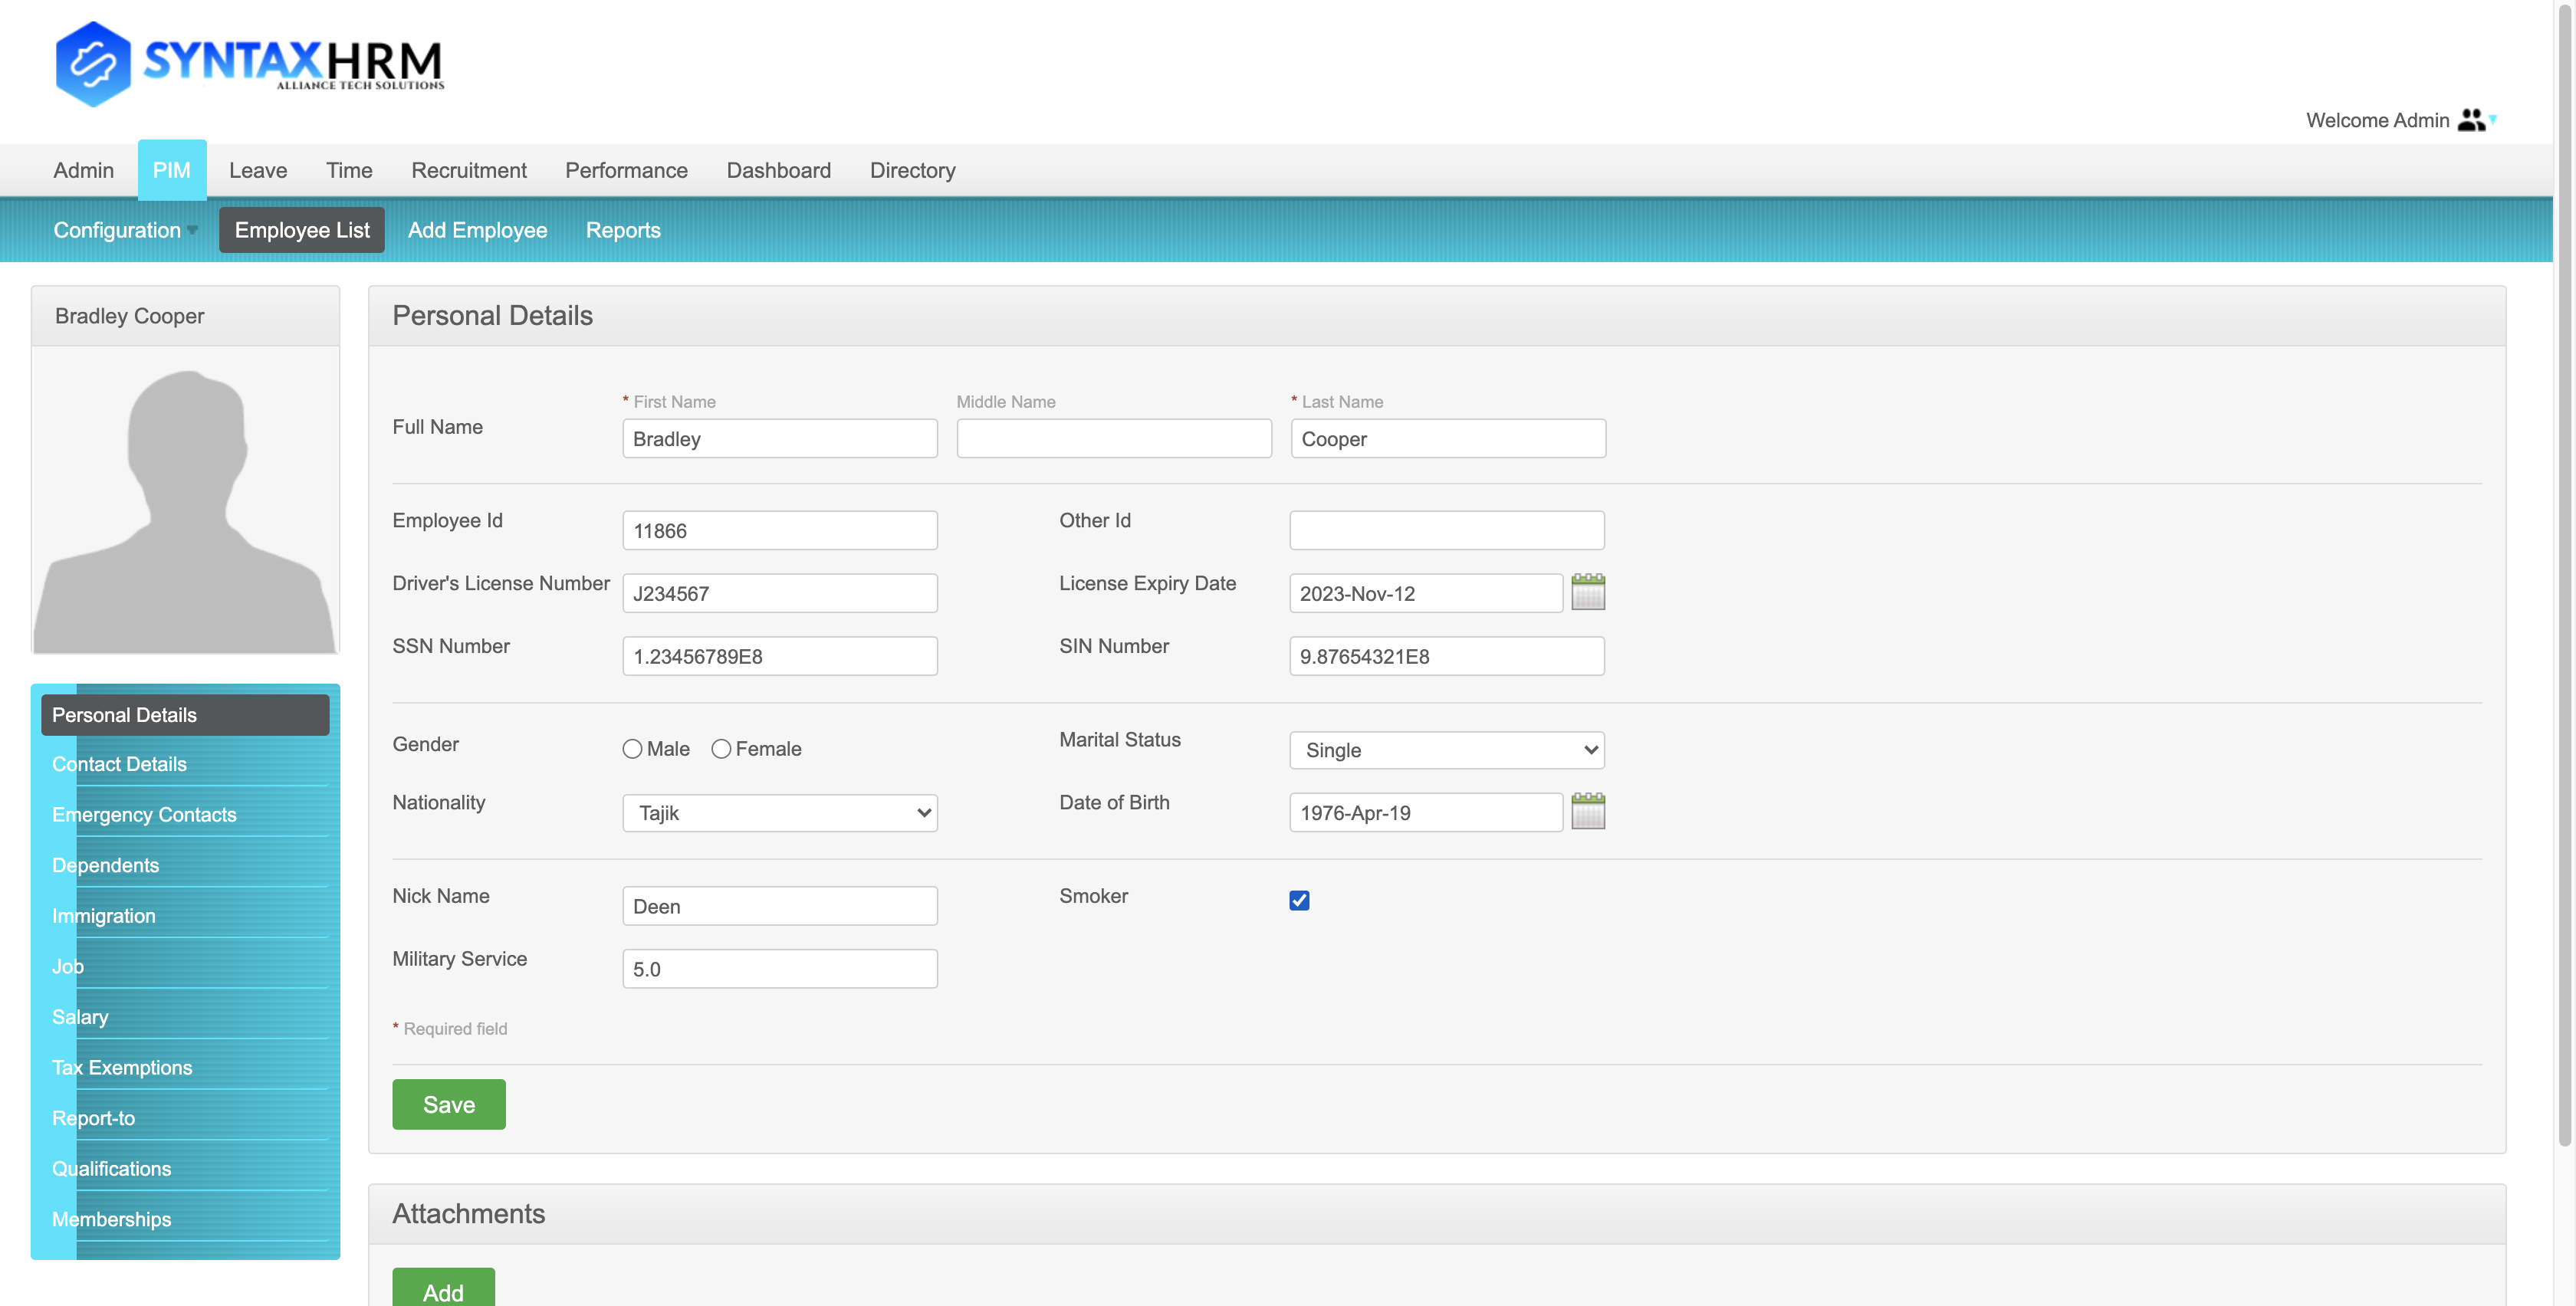 SYNTAXHRM
ALLIANCE TECH SOLUTIONS
Welcome Admin
Admin PIM Leave Time Recruitment Performance Dashboard Directory
Configuration Employee List Add Employee Reports
Bradley Cooper
Personal Details
Contact Details
Emergency Contacts
Dependents
Immigration
Job
Salary
Tax Exemptions
Report-to
Qualifications
Memberships
Personal Details
* First Name Middle Name * Last Name
Full Name Bradley Cooper
Employee Id 11866 Other Id
Driver's License Number J234567 License Expiry Date 2023-Nov-12
SSN Number 1.23456789E8 SIN Number 9.87654321E8
Gender Male Female Marital Status Single
Nationality Tajik Date of Birth 1976-Apr-19
Nick Name Deen Smoker
Military Service 5.0
* Required field
Save
Attachments
Add